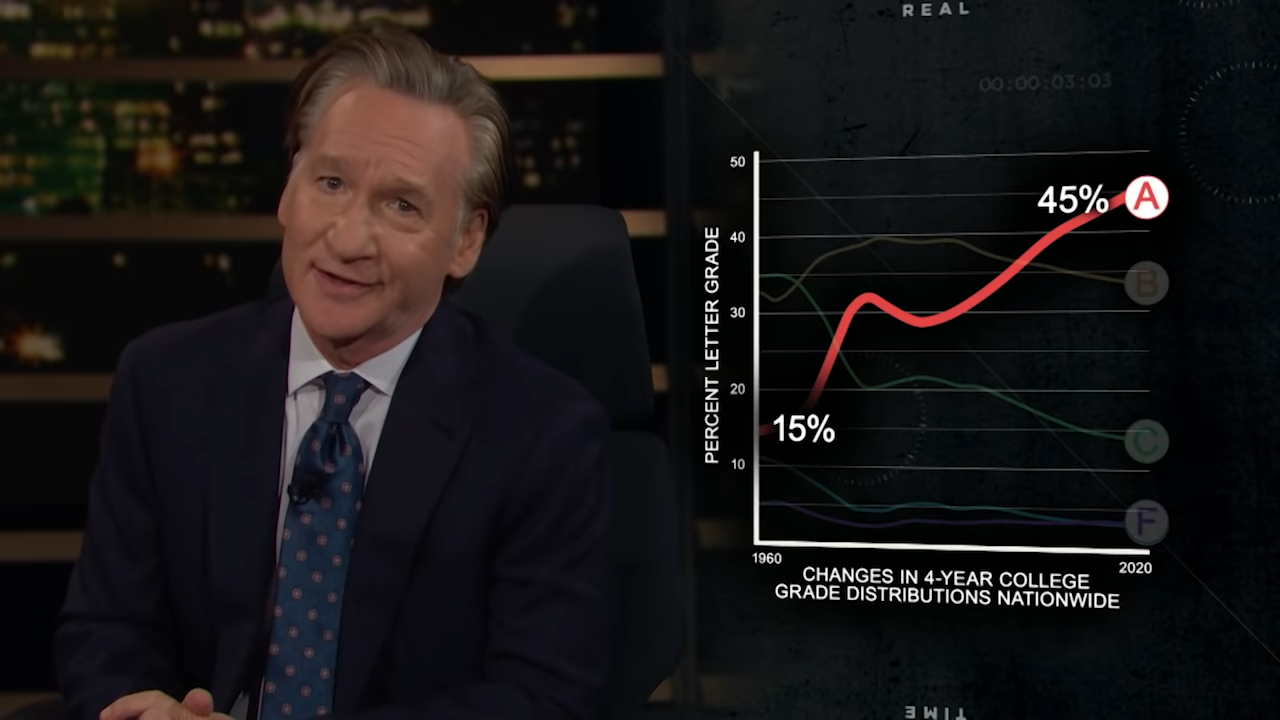 REAL
00:00:03:03
50
40
30
20
10
PERCENT LETTER GRADE
45%
A
B
15%
C
F
1960
2020
CHANGES IN 4-YEAR COLLEGE
GRADE DISTRIBUTIONS NATIONWIDE
TIME